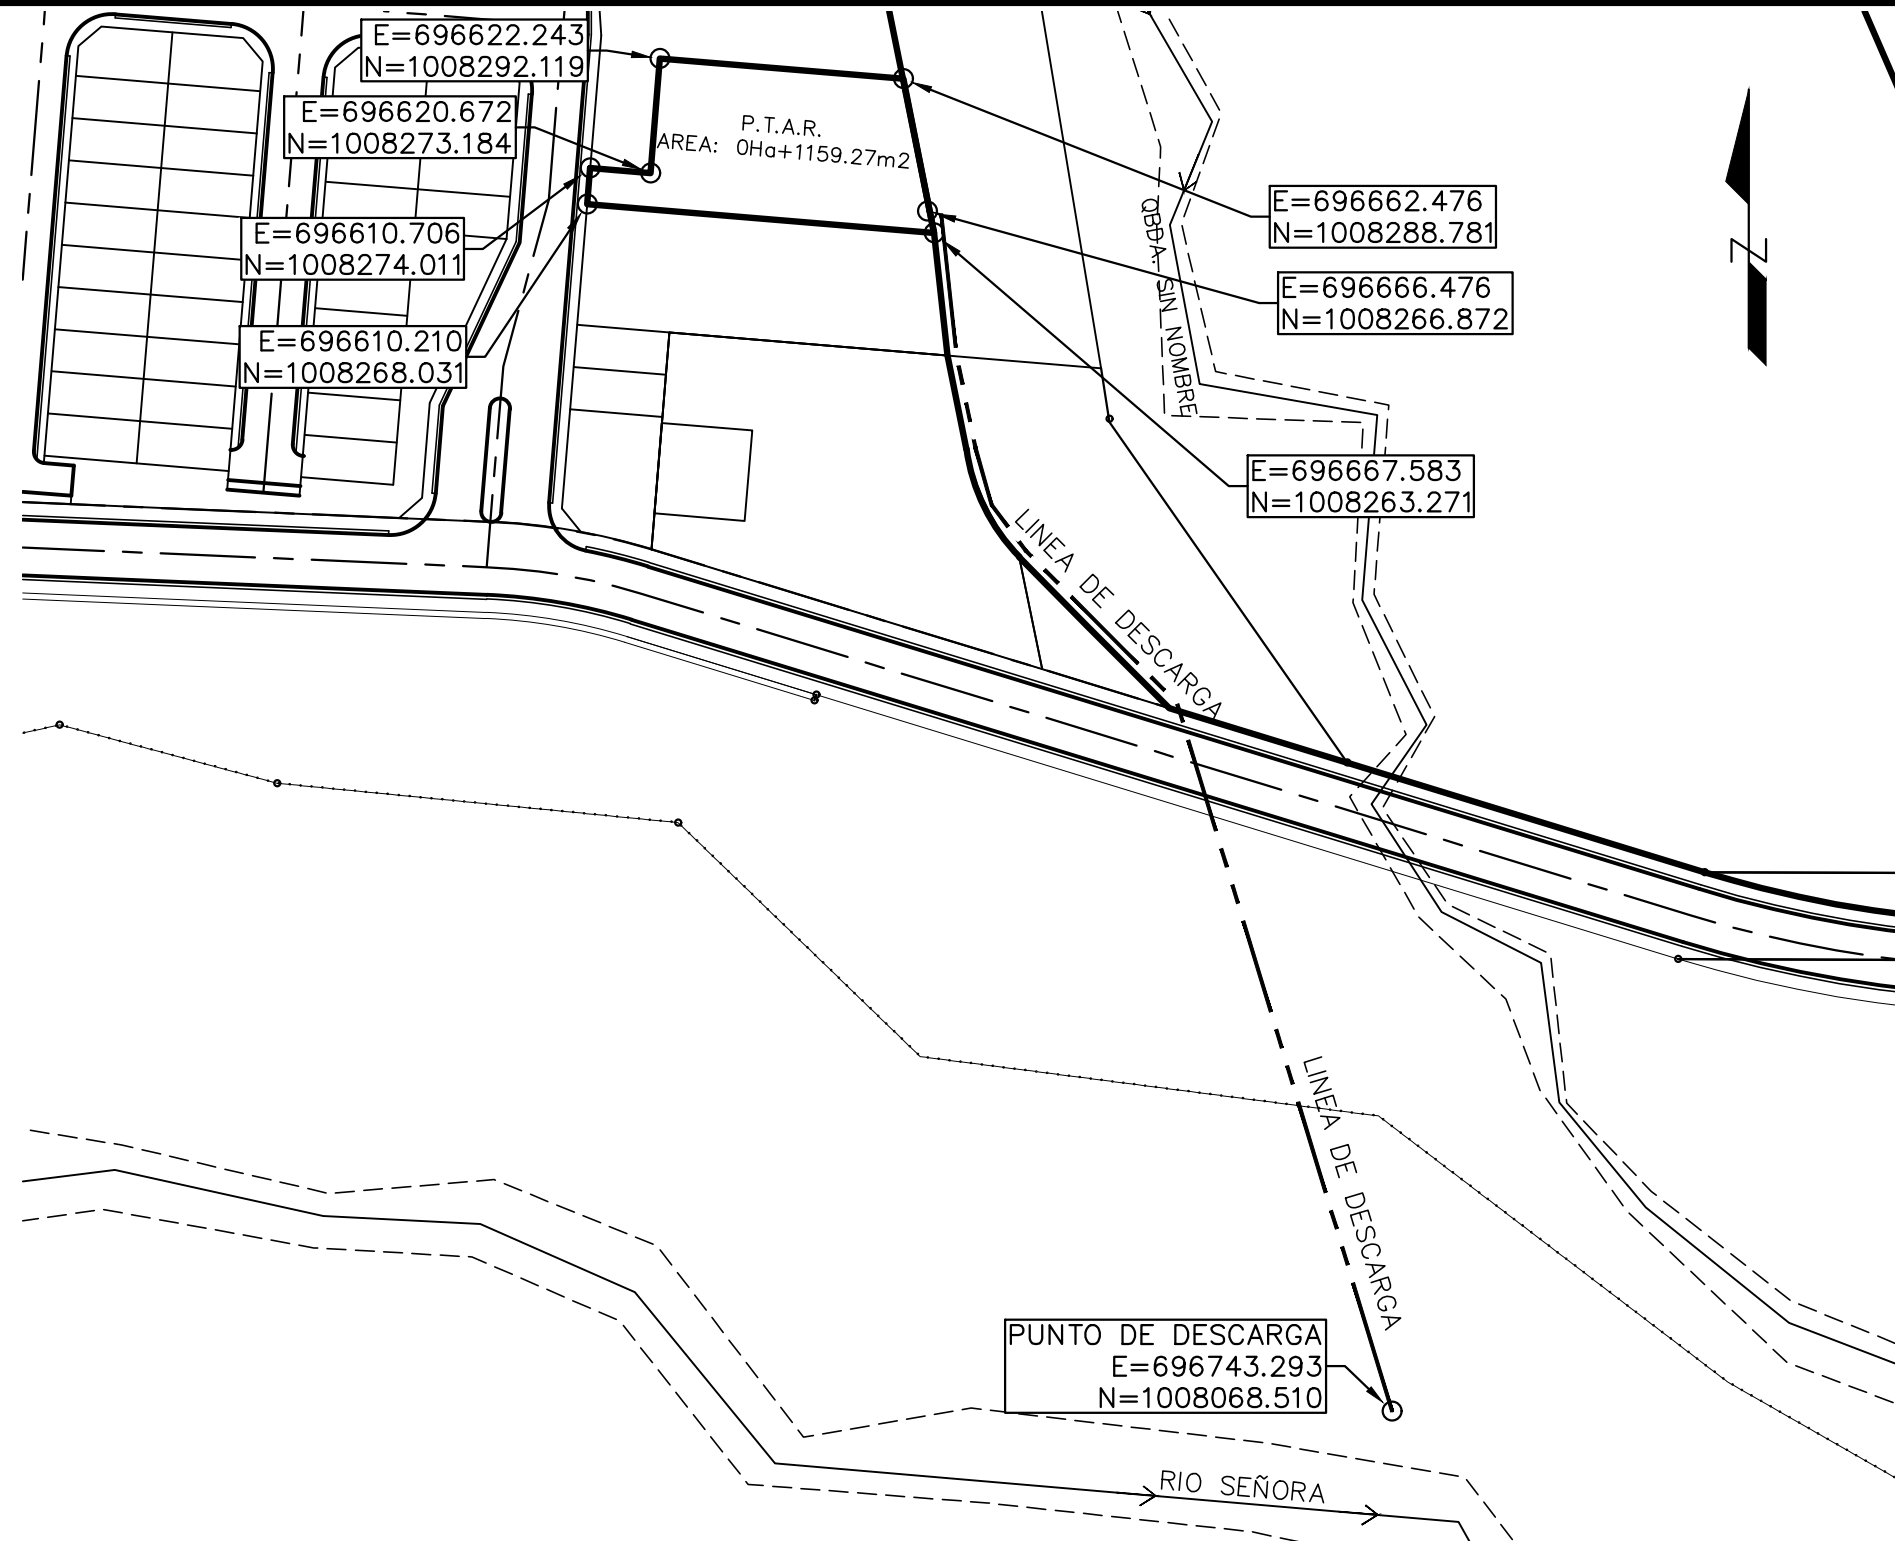 E=696622.243
N=1008292.119
E=696620.672
N=1008273.184
P.T.A.R.
AREA: 0Ha+1159.27m2
E=696610.706
N=1008274.011
E=696610.210
N=1008268.031
E=696662.476
N=1008288.781
E=696666.476
N=1008266.872
E=696667.583
N=1008263.271
QBDA. SIN NOMBRE
N
LINEA DE DESCARGA
LINEA DE DESCARGA
PUNTO DE DESCARGA
E=696743.293
N=1008068.510
RIO SEÑORA